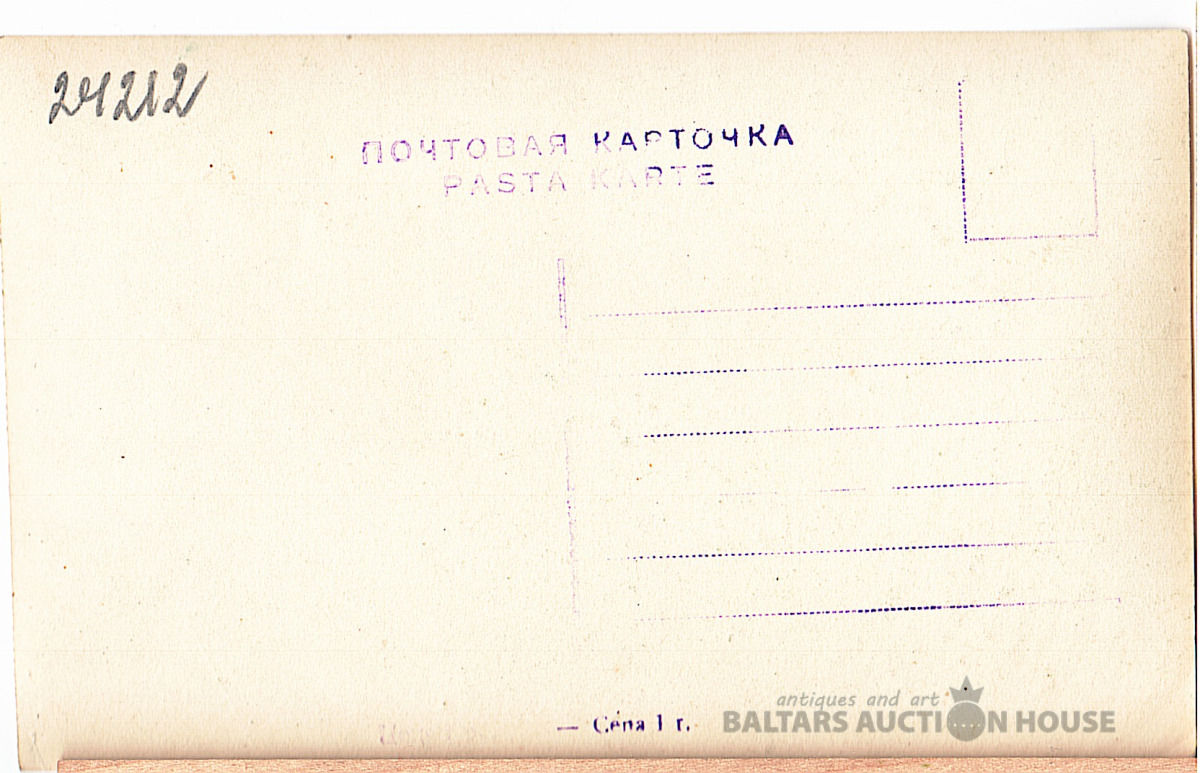 24212
ПОЧТОВАЯ КАРТОЧКА
PASTA KARTE
— Cena 1 r.
antiques and art
BALTARS AUCTION HOUSE